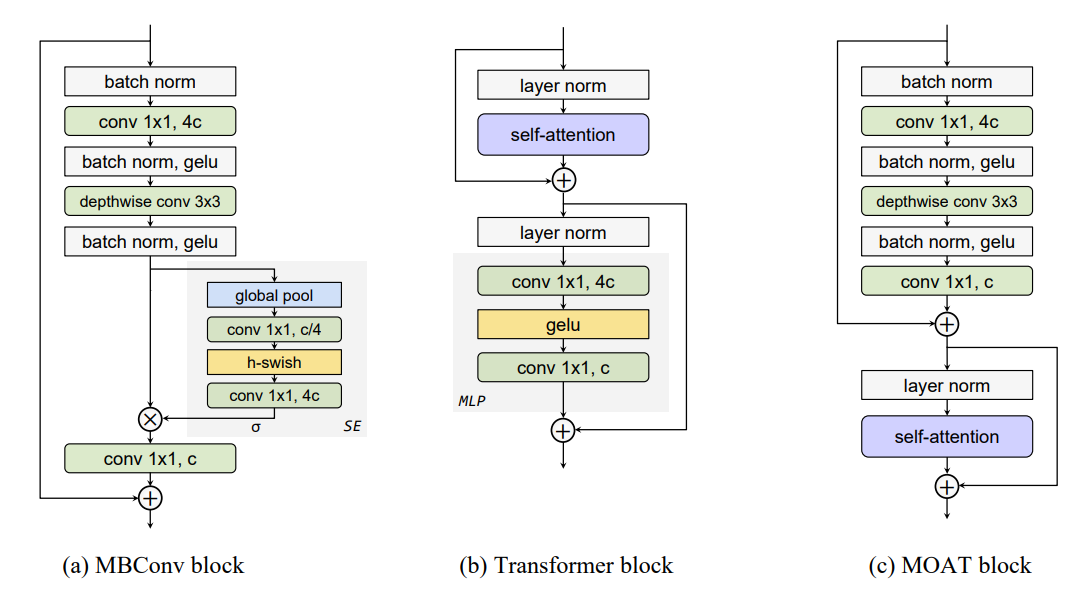 batch norm
conv 1x1, 4c
batch norm, gelu
depthwise conv 3x3
batch norm, gelu
global pool
conv 1x1, c/4
h-swish
conv 1x1, 4c
σ
SE
conv 1x1, c
(a) MBConv block
layer norm
self-attention
layer norm
conv 1x1, 4c
gelu
conv 1x1, c
MLP
(b) Transformer block
batch norm
conv 1x1, 4c
batch norm, gelu
depthwise conv 3x3
batch norm, gelu
conv 1x1, c
layer norm
self-attention
(c) MOAT block